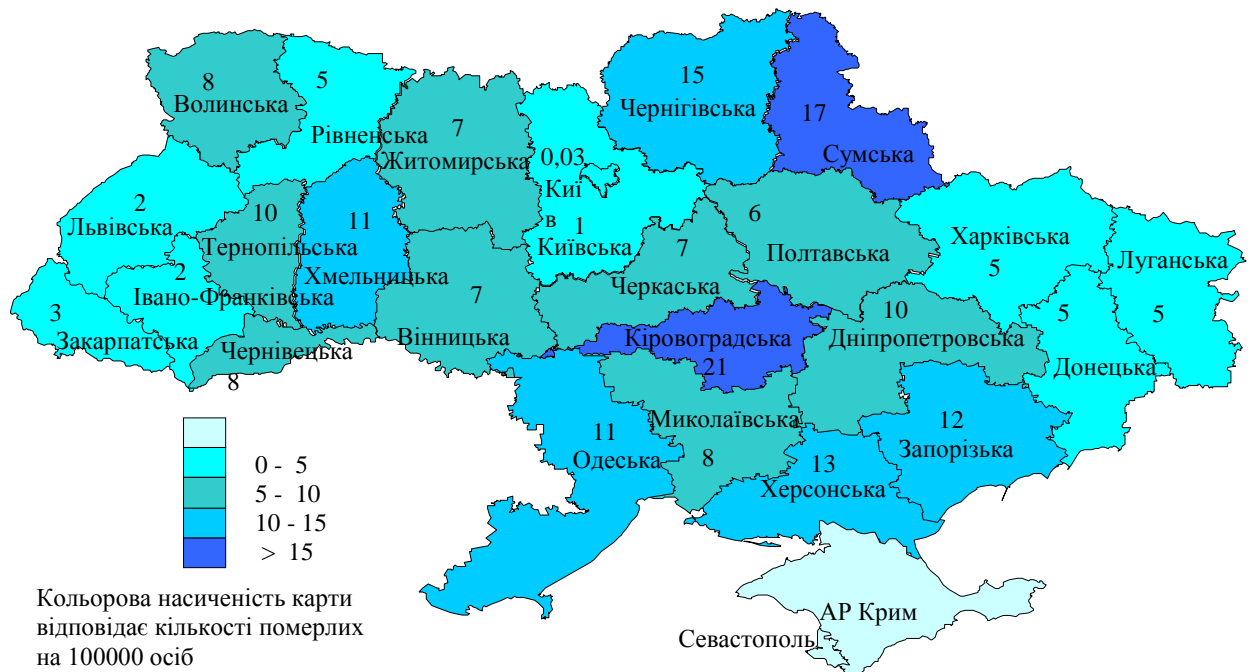 8
Волинська
5
Рівненська
7
Житомирська
0,03
Киї
в
1
Київська
15
Чернігівська
17
Сумська
2
Львівська
10
Тернопільська
11
Хмельницька
2
Івано-Франківська
3
Закарпатська
Чернівецька
8
7
Вінницька
7
Черкаська
6
Полтавська
Харківська
5
Луганська
5
5
Донецька
Кіровоградська
21
10
Дніпропетровська
Миколаївська
8
11
Одеська
13
Херсонська
12
Запорізька
АР Крим
Севастополь
0 - 5
5 - 10
10 - 15
> 15
Кольорова насиченість карти
відповідає кількості померлих
на 100000 осіб